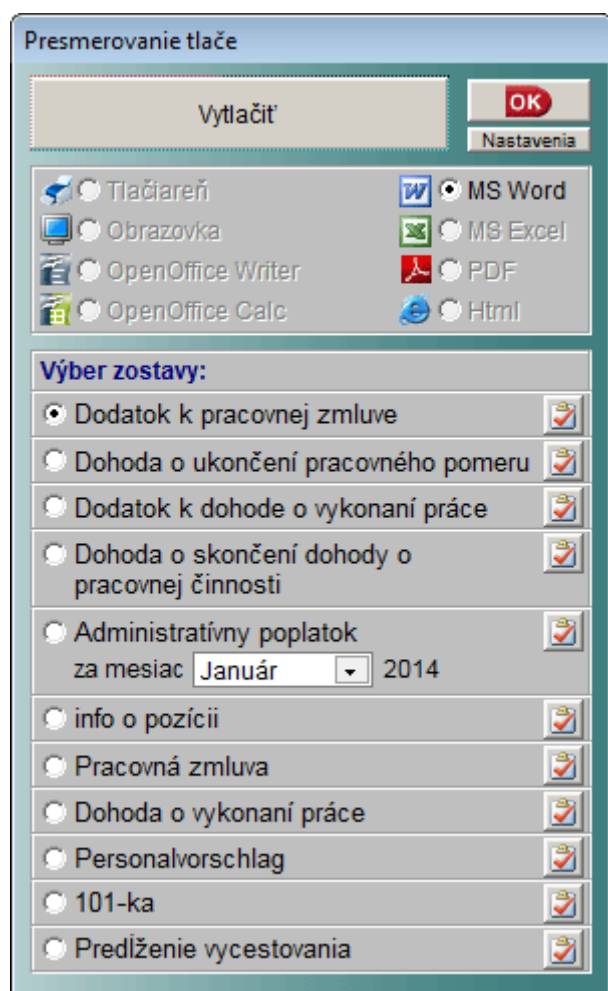 Presmerovanie tlače
Vytlačiť
OK
Nastavenia
Tlačiareň
MS Word
Obrazovka
MS Excel
OpenOffice Writer
PDF
OpenOffice Calc
Html
Výber zostavy:
Dodatok k pracovnej zmluve
Dohoda o ukončení pracovného pomeru
Dodatok k dohode o vykonaní práce
Dohoda o skončení dohody o
pracovnej činnosti
Administratívny poplatok
za mesiac Január 2014
info o pozícii
Pracovná zmluva
Dohoda o vykonaní práce
Personalvorschlag
101-ka
Predĺženie vycestovania